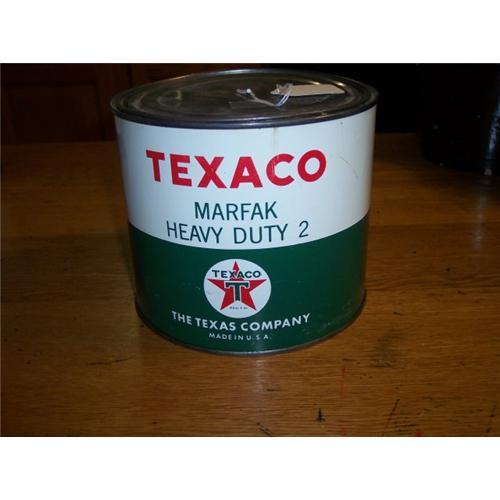 TEXACO
MARFAK
HEAVY DUTY 2
TEXACO
T
THE TEXAS COMPANY
MADE IN U.S.A.